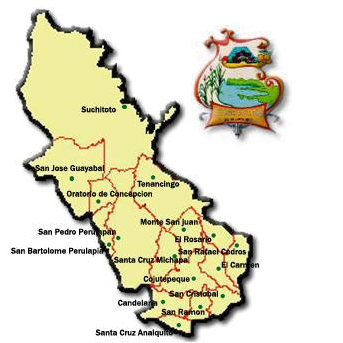 Suchitoto
San Jose Guayabal
Tenancingo
Oratorio de Concepcion
Monte San juan
San Pedro Perulapan
El Rosario
San Bartolome Perulapia
San Rafael Cedros
Santa Cruz Michapa
El Carmen
Cojutepeque
San Cristobal
Candelaria
San Ramon
Santa Cruz Analquito